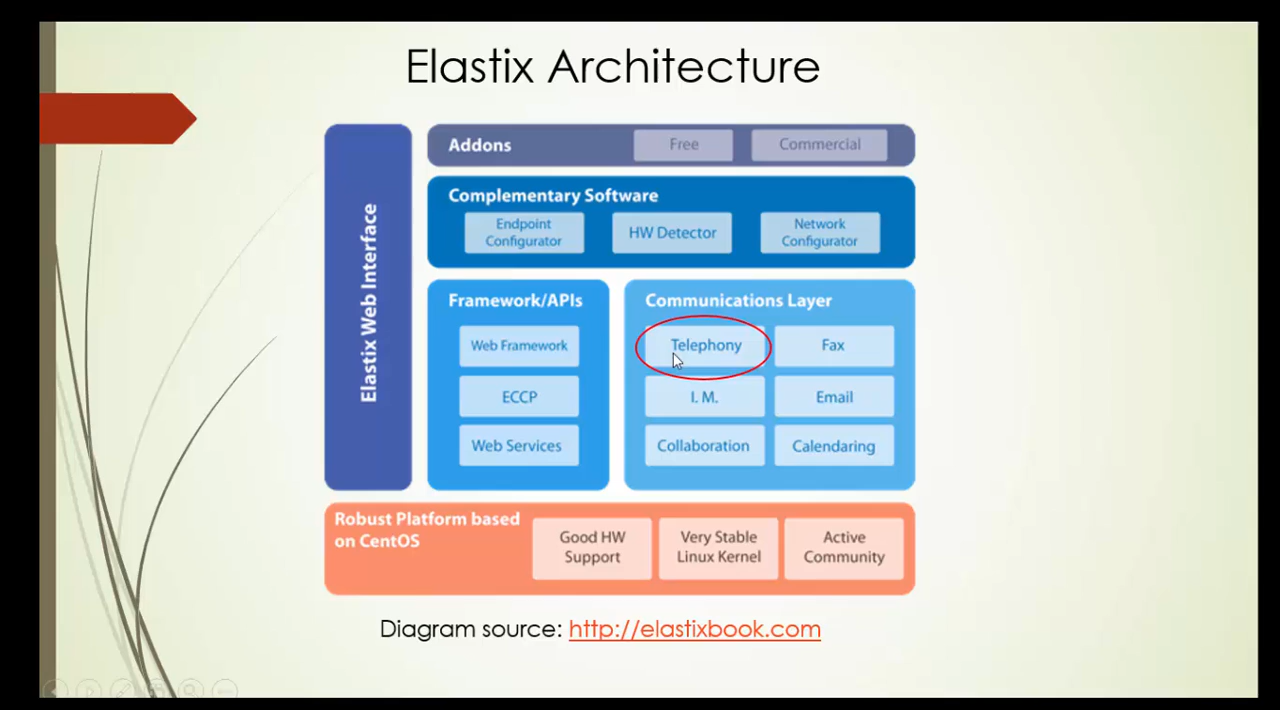 Elastix Architecture
Elastix Web Interface
Addons
Free
Commercial
Complementary Software
Endpoint
Configurator
HW Detector
Network
Configurator
Framework/APIs
Web Framework
ECCP
Web Services
Communications Layer
Telephony
Fax
I. M.
Email
Collaboration
Calendaring
Robust Platform based
on CentOS
Good HW
Support
Very Stable
Linux Kernel
Active
Community
Diagram source: http://elastixbook.com